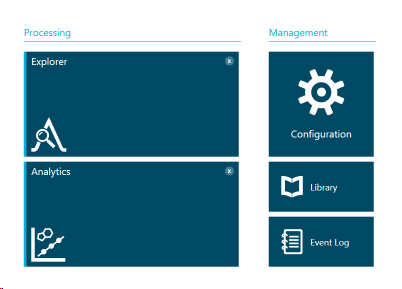 Processing
Management
Explorer
x
Configuration
Analytics
x
Library
Event Log